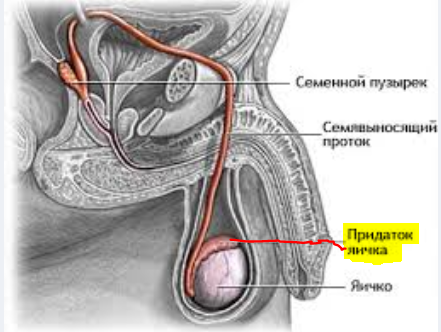 Семенной пузырек
Семявыносящий
проток
Придаток
яичка
Яичко